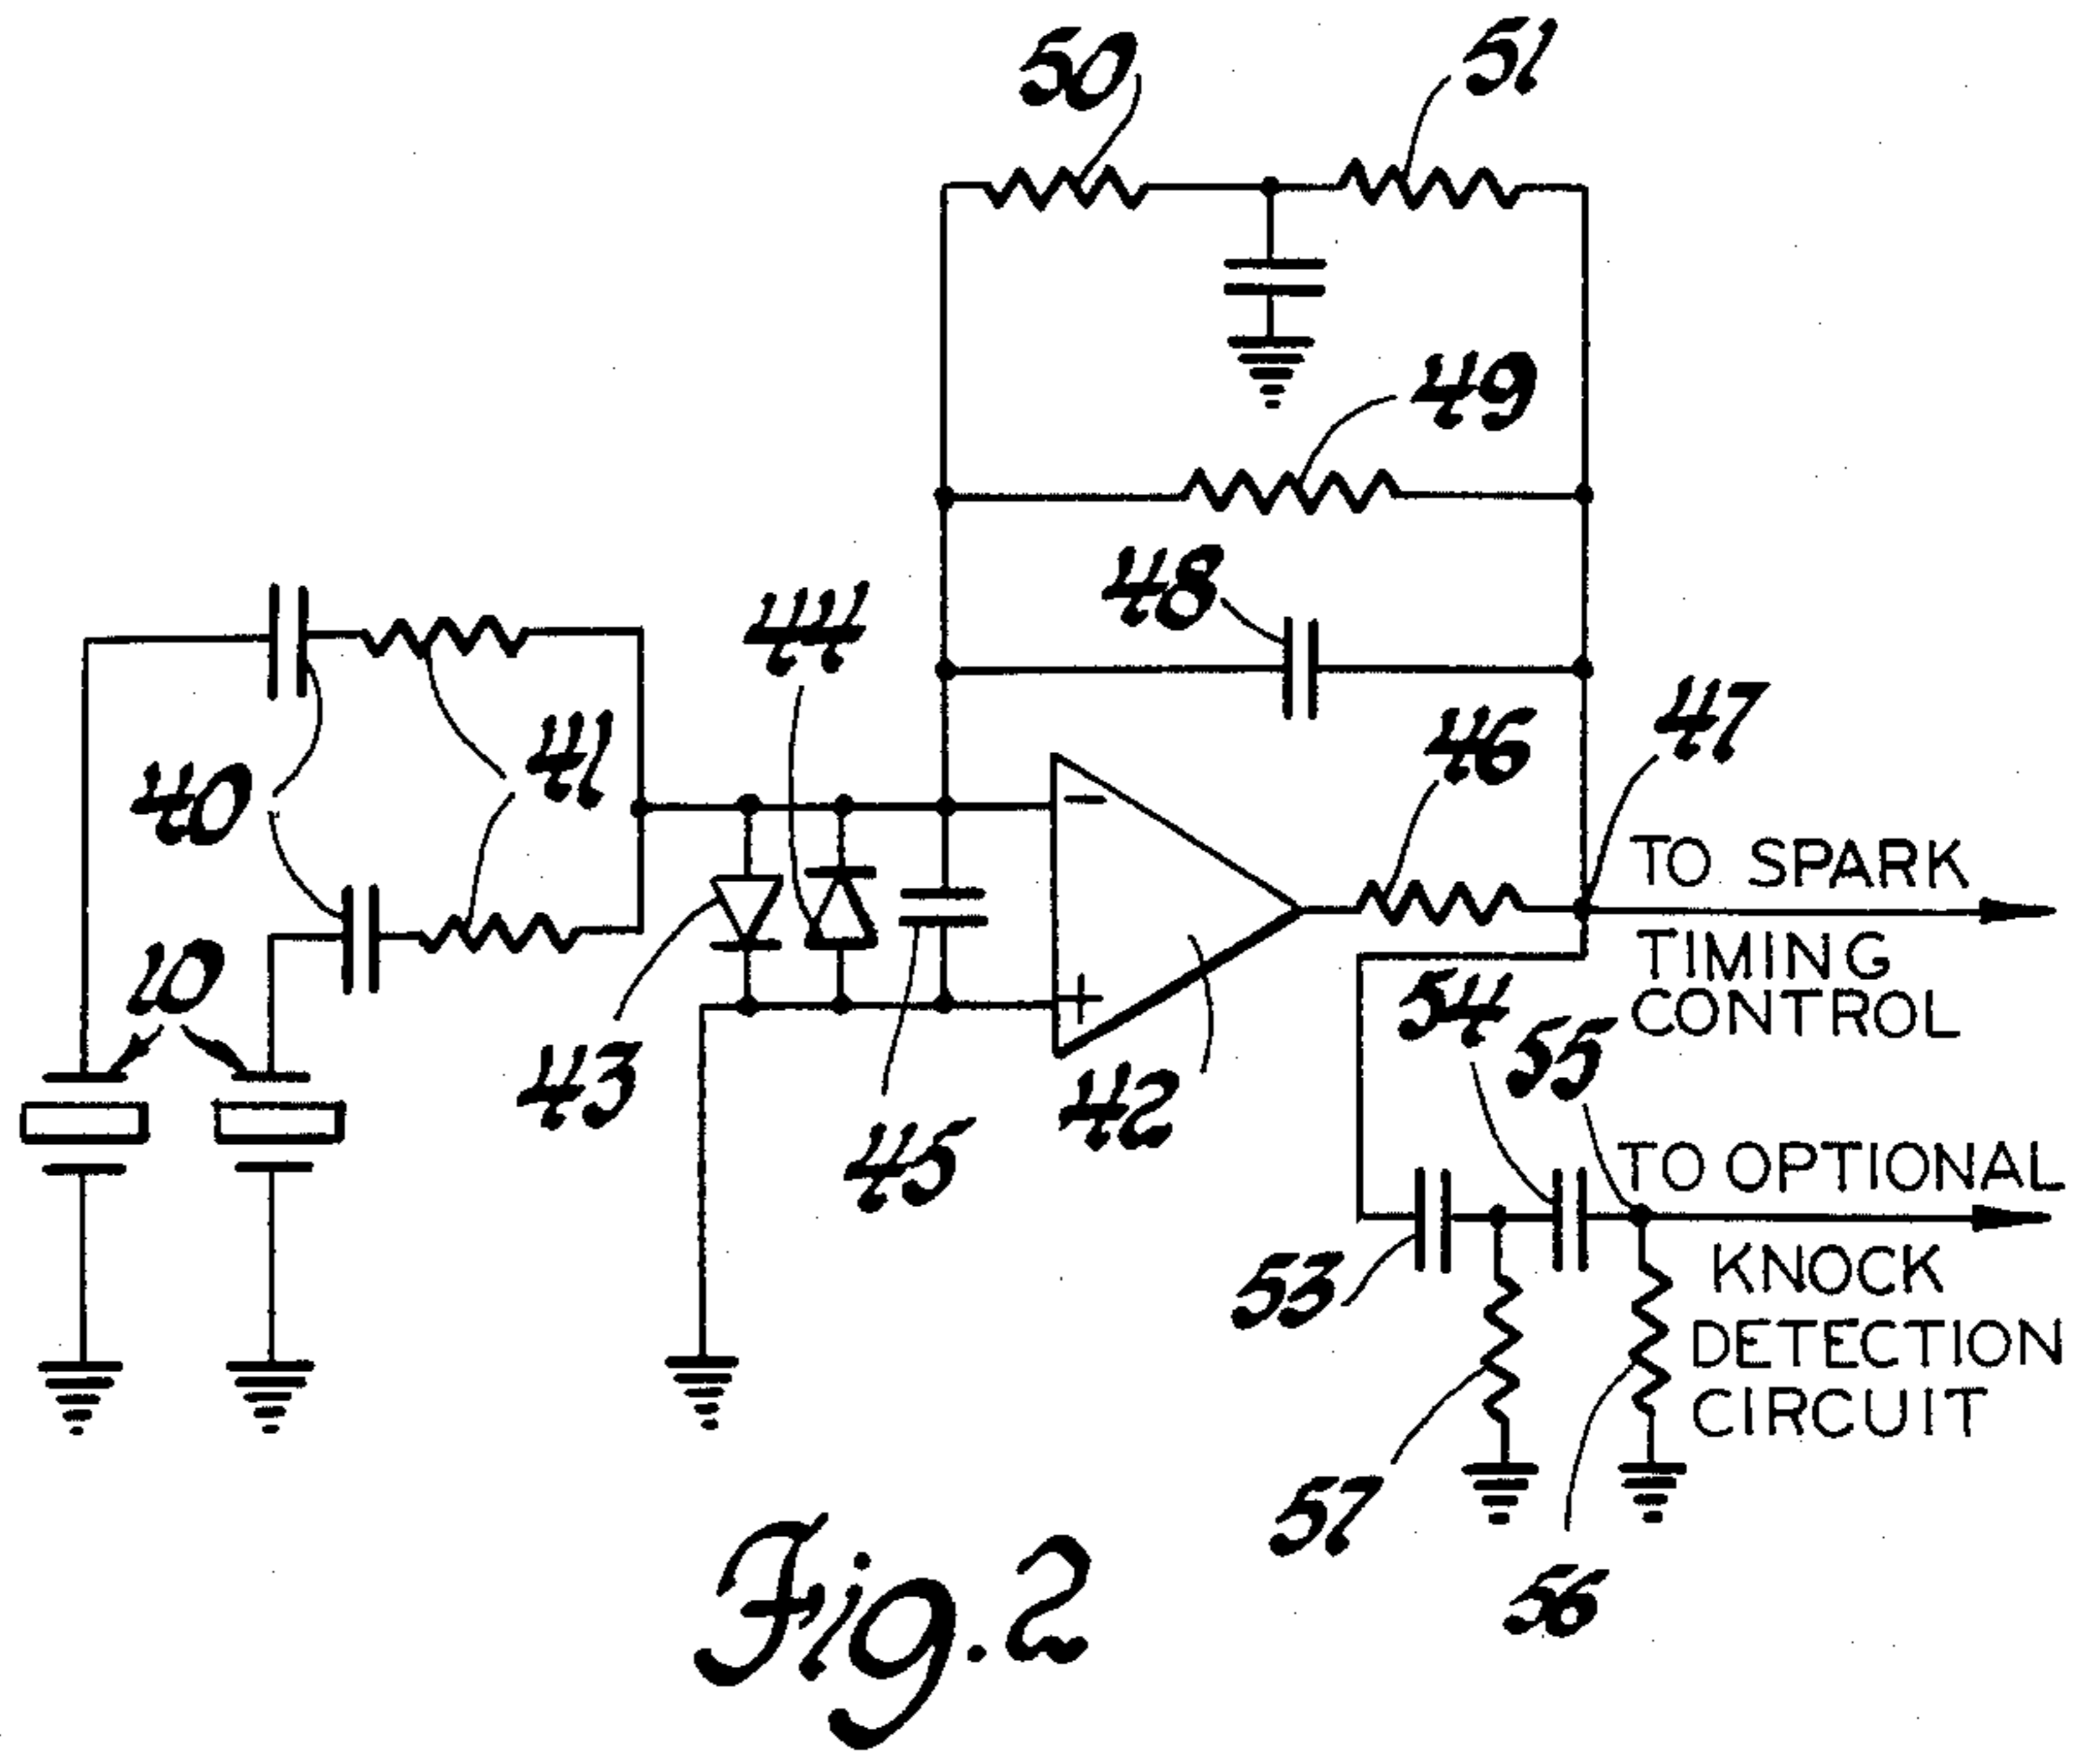 50
51
49
48
44
47
46
41
40
TO SPARK
TIMING
CONTROL
10
54
55
43
42
45
TO OPTIONAL
KNOCK
DETECTION
CIRCUIT
53
57
56
-
+
Fig. 2